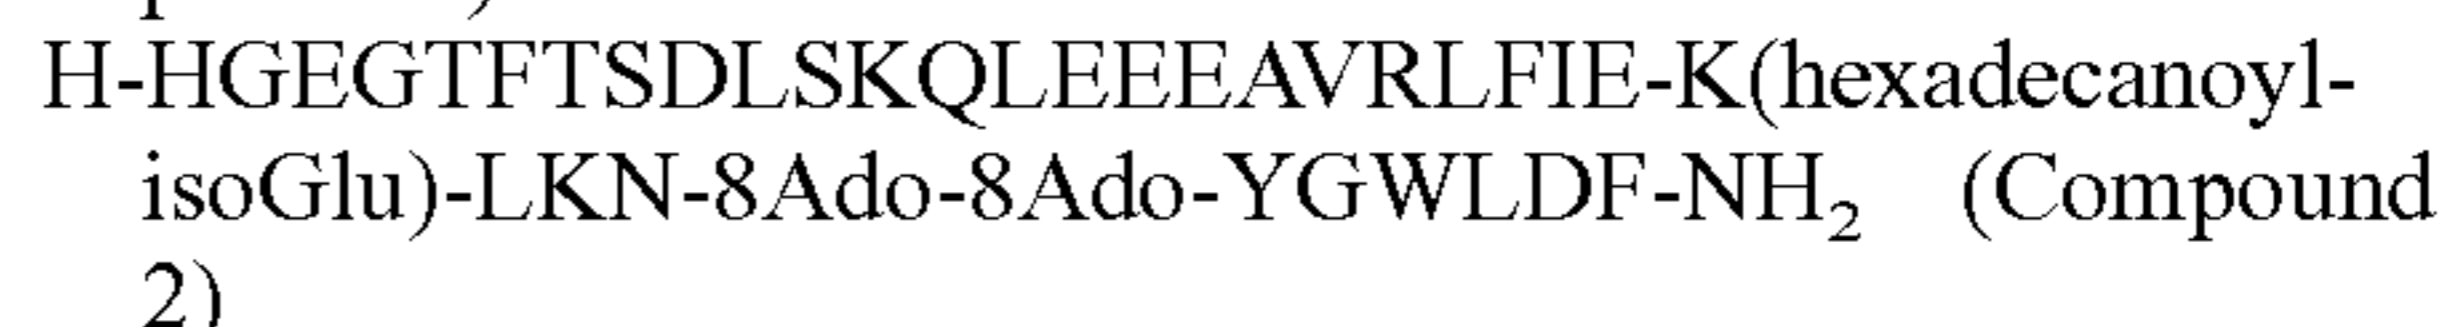 H-HGEGTFTSDLSKQLEEEAVRLFIE-K(hexadecanoyl-
isoGlu)-LKN-8Ado-8Ado-YGWLDF-NH₂ (Compound
2)